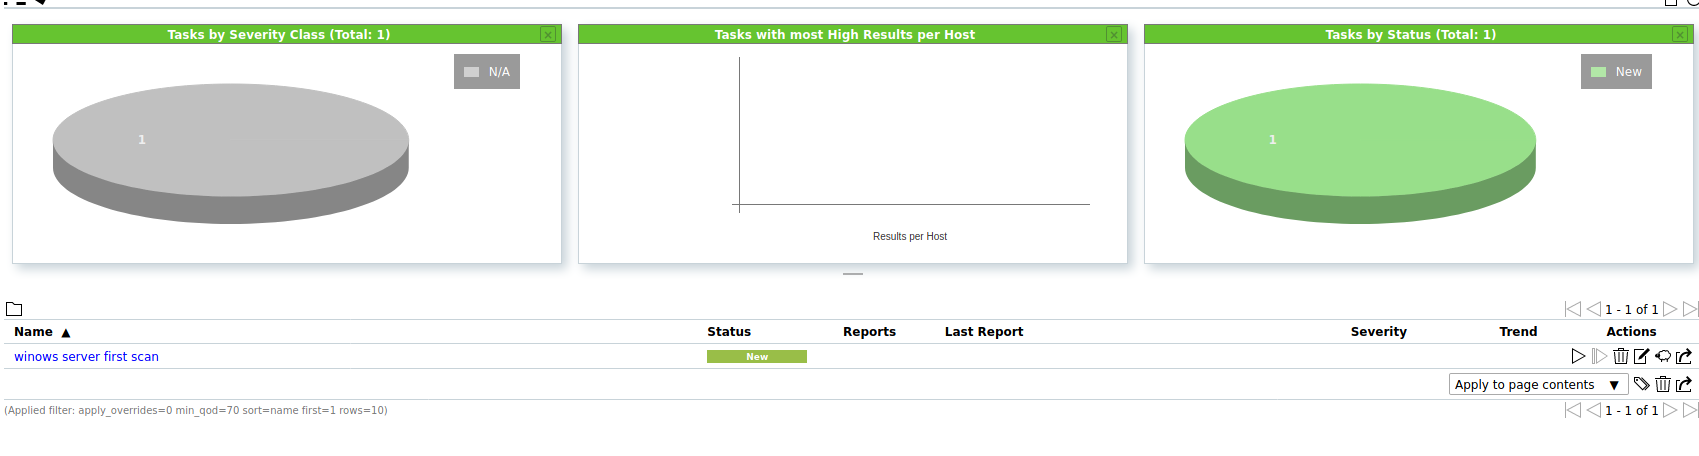 Tasks by Severity Class (Total: 1)
N/A
1
Tasks with most High Results per Host
Results per Host
Tasks by Status (Total: 1)
New
1
1 - 1 of 1
Name ▲ Status Reports Last Report Severity Trend Actions
winows server first scan New
Apply to page contents ▼
(Applied filter: apply_overrides=0 min_qod=70 sort=name first=1 rows=10) 1 - 1 of 1